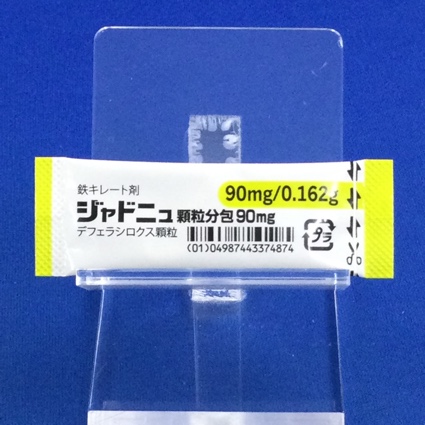 鉄キレート剤
90mg/0.162g
ジャドニュ 顆粒分包90mg
デフェラシロクス顆粒
(01)04987443374874
プラ